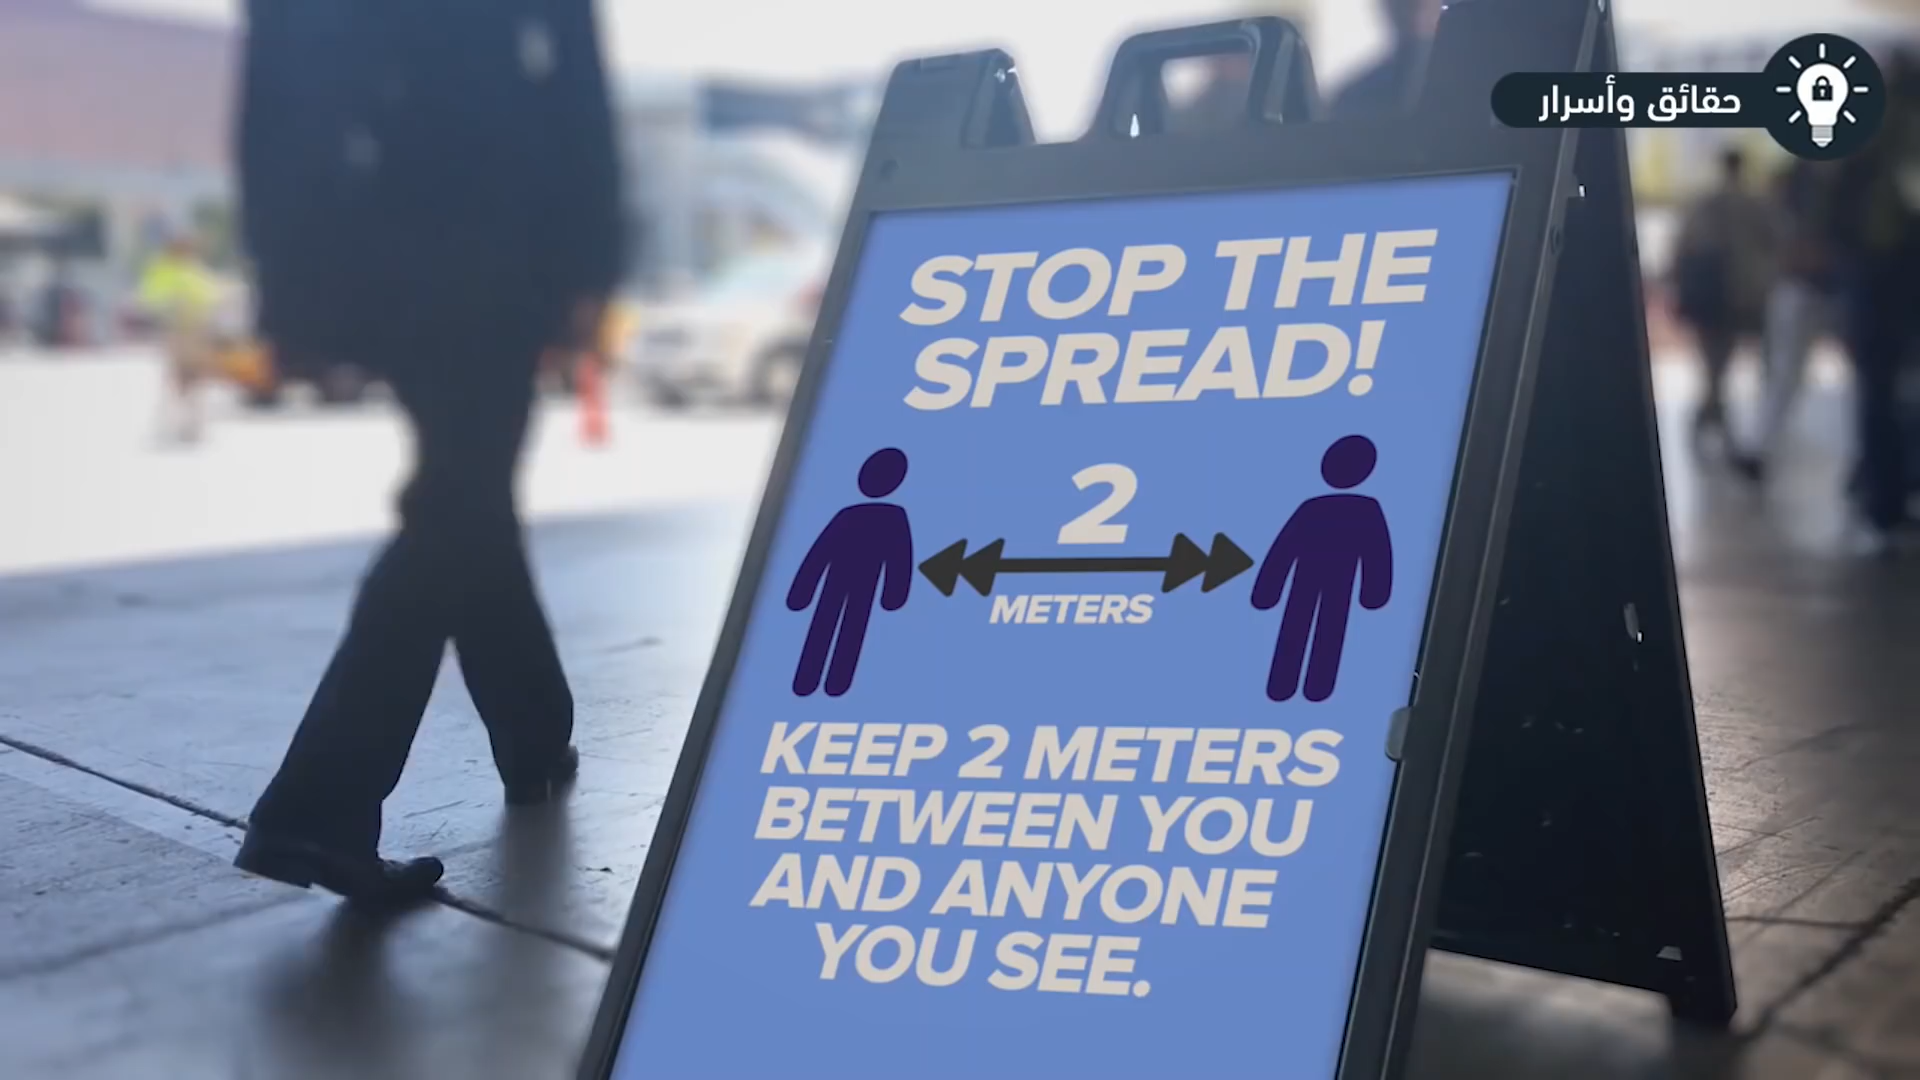 حقائق وأسرار
STOP THE
SPREAD!
2
METERS
KEEP 2 METERS
BETWEEN YOU
AND ANYONE
YOU SEE.